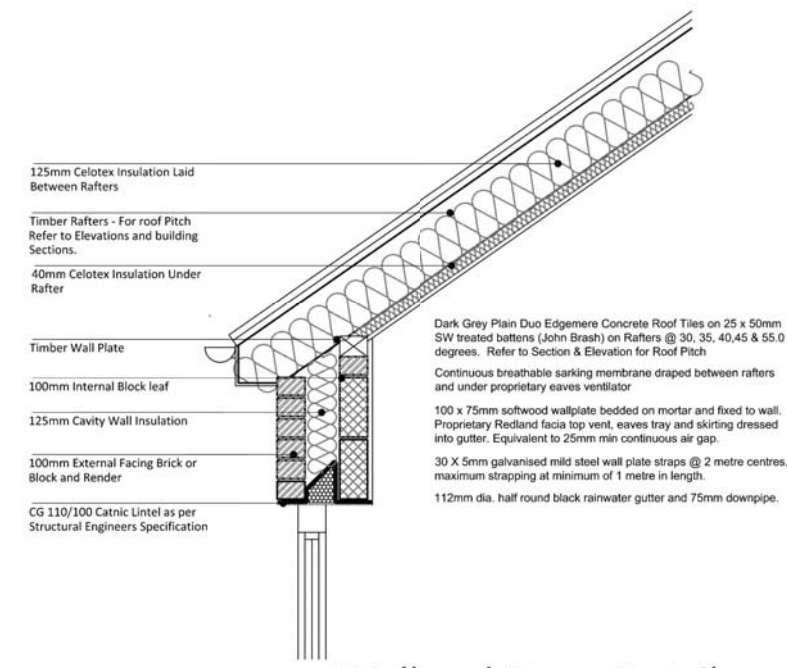 125mm Celotex Insulation Laid
Between Rafters
Timber Rafters - For roof Pitch
Refer to Elevations and building
Sections.
40mm Celotex Insulation Under
Rafter
Timber Wall Plate
100mm Internal Block leaf
125mm Cavity Wall Insulation
100mm External Facing Brick or
Block and Render
CG 110/100 Catnic Lintel as per
Structural Engineers Specification
Dark Grey Plain Duo Edgemere Concrete Roof Tiles on 25 x 50mm
SW treated battens (John Brash) on Rafters @ 30, 35, 40,45 & 55.0
degrees. Refer to Section & Elevation for Roof Pitch
Continuous breathable sarking membrane draped between rafters
and under proprietary eaves ventilator
100 x 75mm softwood wallplate bedded on mortar and fixed to wall.
Proprietary Redland facia top vent, eaves tray and skirting dressed
into gutter. Equivalent to 25mm min continuous air gap.
30 X 5mm galvanised mild steel wall plate straps @ 2 metre centres,
maximum strapping at minimum of 1 metre in length.
112mm dia. half round black rainwater gutter and 75mm downpipe.